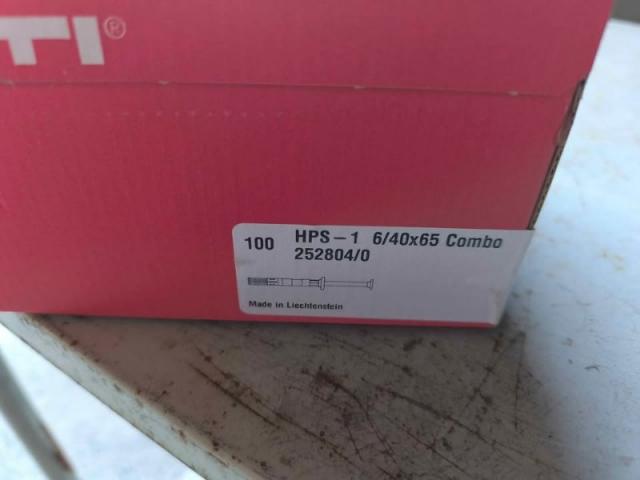 TI®
100 HPS-1 6/40x65 Combo
252804/0
Made in Liechtenstein